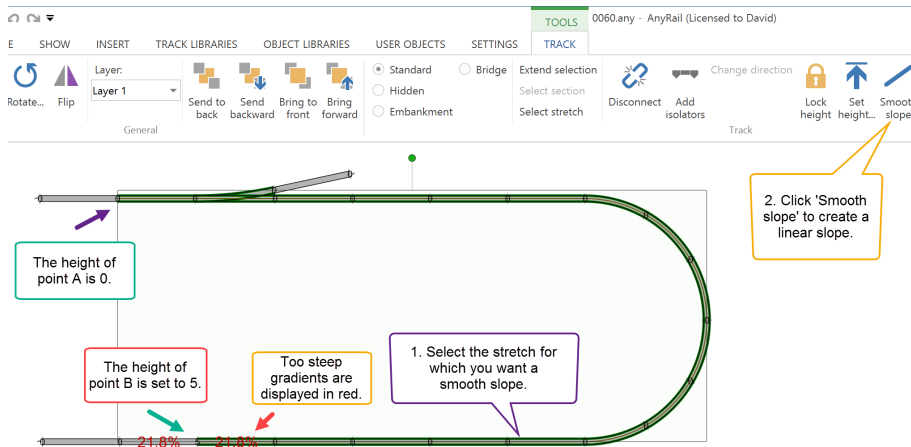 TOOLS
0060.any - AnyRail (Licensed to David)
E SHOW INSERT TRACK LIBRARIES OBJECT LIBRARIES USER OBJECTS SETTINGS TRACK
Rotate... Flip
Layer:
Layer 1
Send to back
Send backward
Bring to front
Bring forward
General
Standard Bridge
Hidden
Embankment
Extend selection
Select section
Select stretch
Disconnect
Add isolators
Change direction
Lock height
Set height...
Smoot slope
Track
2. Click 'Smooth
slope' to create a
linear slope.
The height of
point A is 0.
The height of
point B is set to 5.
Too steep
gradients are
displayed in red.
1. Select the stretch for
which you want a
smooth slope.
21.8% 21.8%